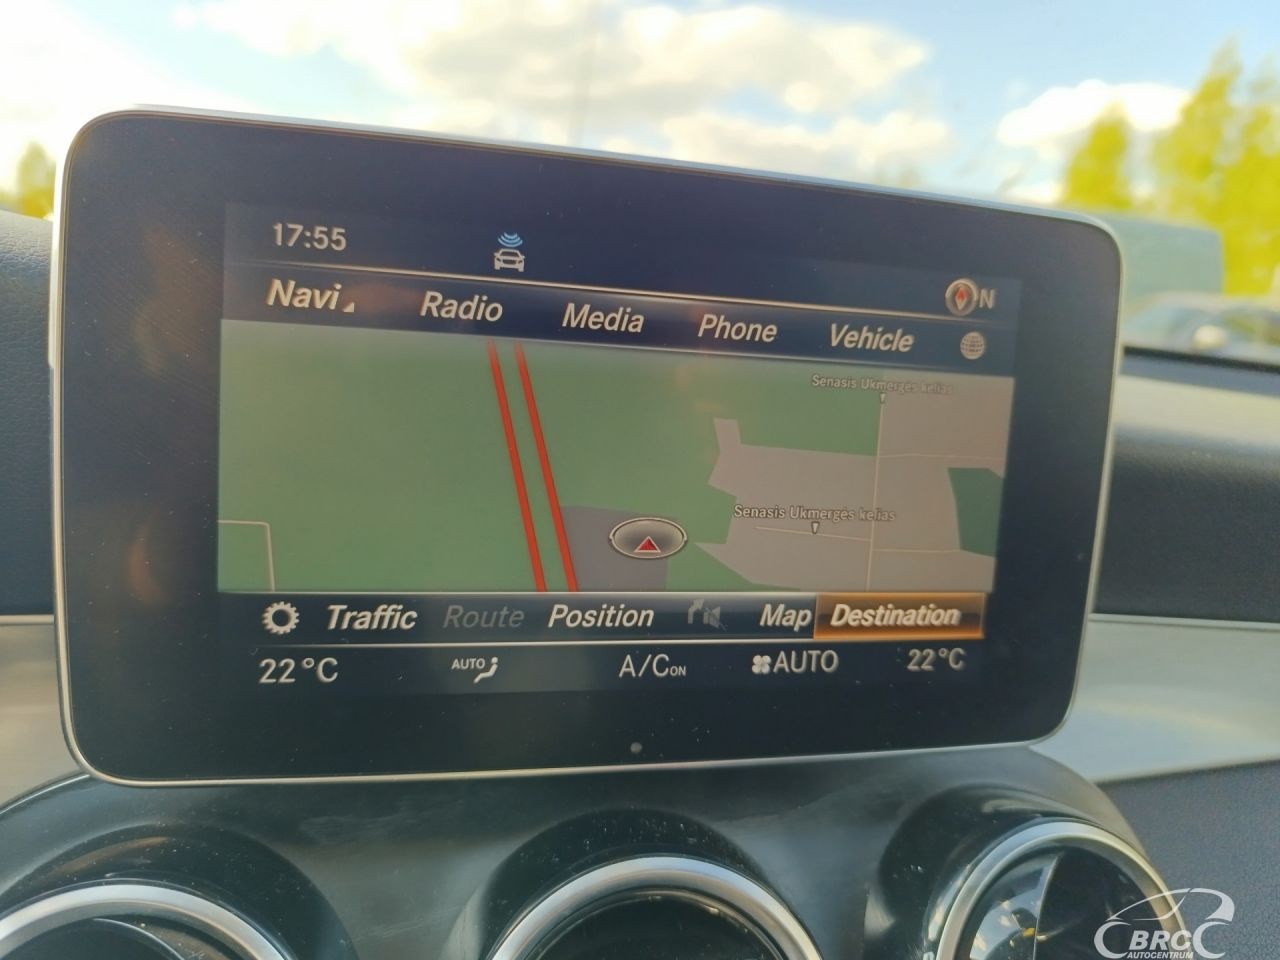 17:55
N
Navi Radio Media Phone Vehicle
Senasis Ukmergės kelias
Senasis Ukmergės kelias
Traffic Route Position Map Destination
22°C AUTO A/C ON AUTO 22°C
BRC
AUTOCENTRUM